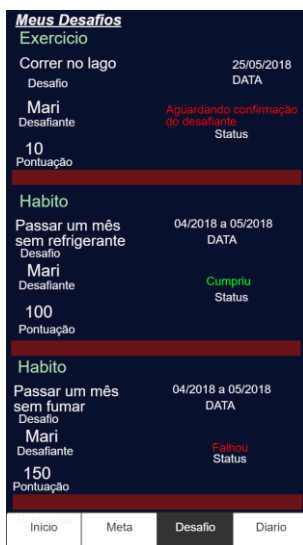 Meus Desafios
Exercicio
Correr no lago
25/05/2018
Desafio
DATA
Mari
Aguardando confirmação
Desafiante
do desafiante
Status
10
Pontuação
Habito
Passar um mês
04/2018 a 05/2018
sem refrigerante
DATA
Desafio
Mari
Cumpriu
Desafiante
Status
100
Pontuação
Habito
Passar um mês
04/2018 a 05/2018
sem fumar
DATA
Desafio
Mari
Falhou
Desafiante
Status
150
Pontuação
Inicio
Meta
Desafio
Diario